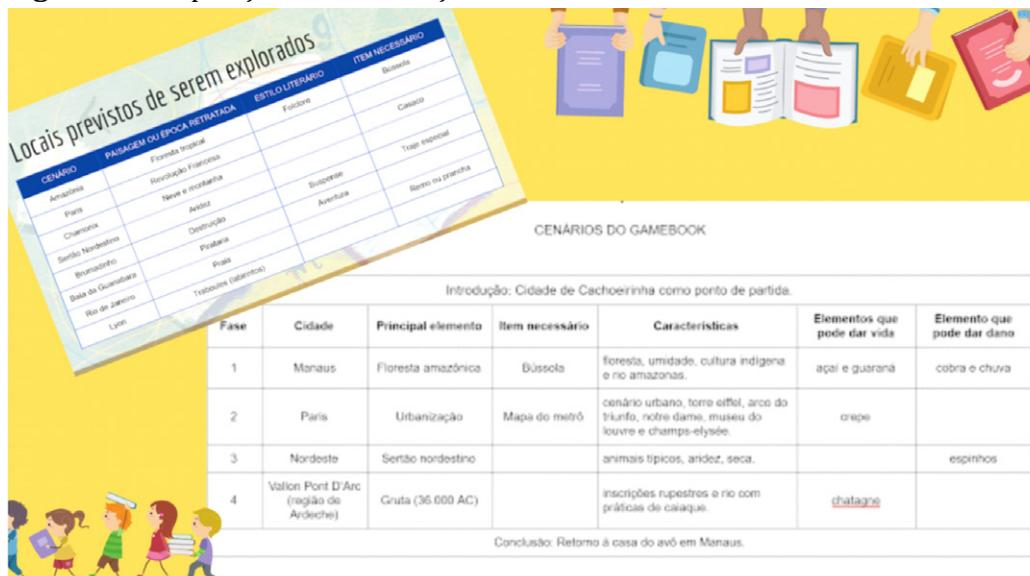 Locais previstos de serem explorados
CENÁRIO PAISAGEM OU ÉPOCA RETRATADA ESTILO LITERÁRIO ITEM NECESSÁRIO
Amazônia Floresta tropical Folclore Bússola
Paris Revolução Francesa
Chamonix Neve e montanha Casaco
Sertão Nordestino Aridez
Brumadinho Destruição Suspense Traje especial
Baía da Guanabara Pirataria Aventura
Rio de Janeiro Praia Remo ou prancha
Lyon Traboules (labirintos)
CENÁRIOS DO GAMEBOOK
Introdução: Cidade de Cachoeirinha como ponto de partida.
Fase Cidade Principal elemento Item necessário Características Elementos que
pode dar vida Elemento que
pode dar dano
1 Manaus Floresta amazônica Bússola floresta, umidade, cultura indígena
e rio amazonas. açaí e guaraná cobra e chuva
2 Paris Urbanização Mapa do metrô cenário urbano, torre eiffel, arco do
triunfo, notre dame, museu do
louvre e champs-elysée. crepe
3 Nordeste Sertão nordestino animais típicos, aridez, seca. espinhos
4 Vallon Pont D'Arc
(região de
Ardeche) Gruta (36.000 AC) inscrições rupestres e rio com
práticas de caiaque. chatagne
Conclusão: Retorno à casa do avô em Manaus.